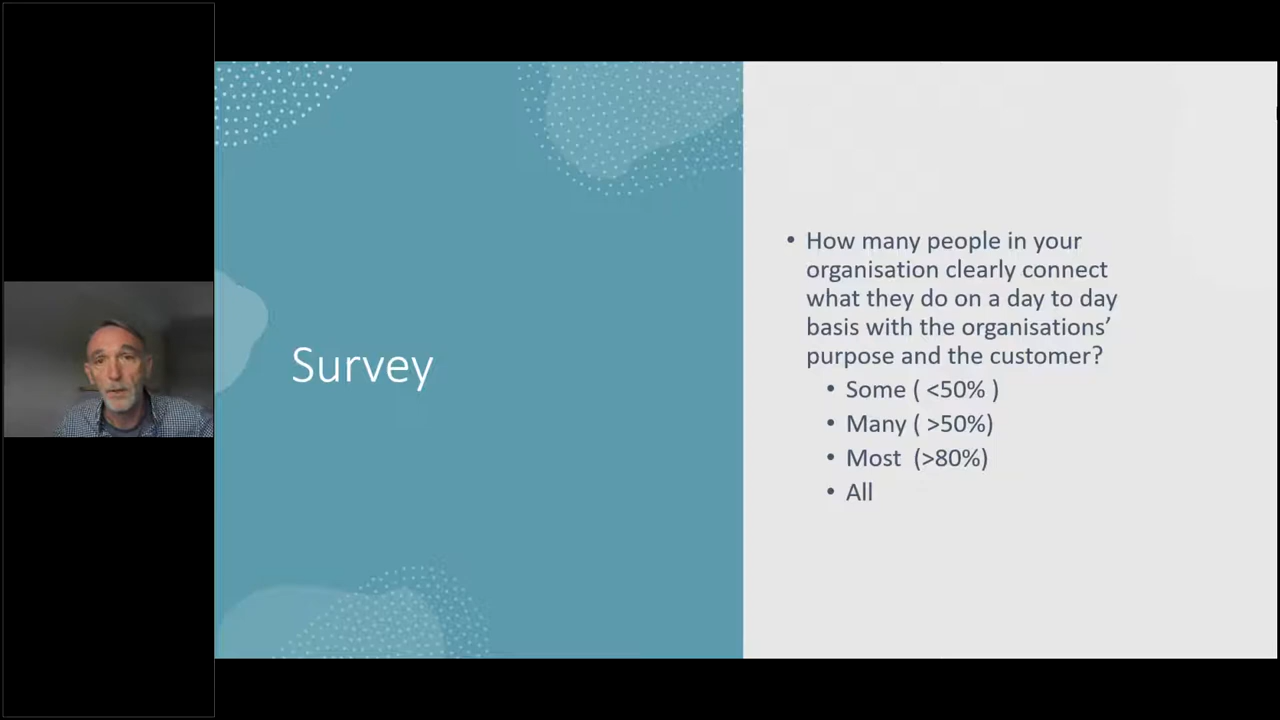 Survey
• How many people in your
organisation clearly connect
what they do on a day to day
basis with the organisations’
purpose and the customer?
• Some ( <50% )
• Many ( >50%)
• Most  (>80%)
• All